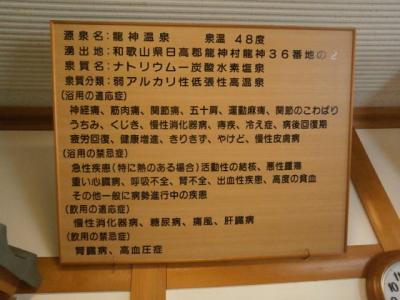 源泉名:龍神温泉 泉温 48度
湧出地:和歌山県日高郡龍神村龍神36番地の2
泉質名:ナトリウムー炭酸水素塩泉
泉質分類:弱アルカリ性低張性高温泉
(浴用の適応症)
神経痛、筋肉痛、関節痛、五十肩、運動麻痺、関節のこわばり
うちみ、くじき、慢性消化器病、痔疾、冷え症、病後回復期
疲労回復、健康増進、きりきず、やけど、慢性皮膚病
(浴用の禁忌症)
急性疾患(特に熱のある場合)活動性の結核、悪性腫瘍
重い心臓病、呼吸不全、腎不全、出血性疾患、高度の貧血
その他一般に病勢進行中の疾患
(飲用の適応症)
慢性消化器病、糖尿病、痛風、肝臓病
(飲用の禁忌症)
腎臓病、高血圧症
10
9